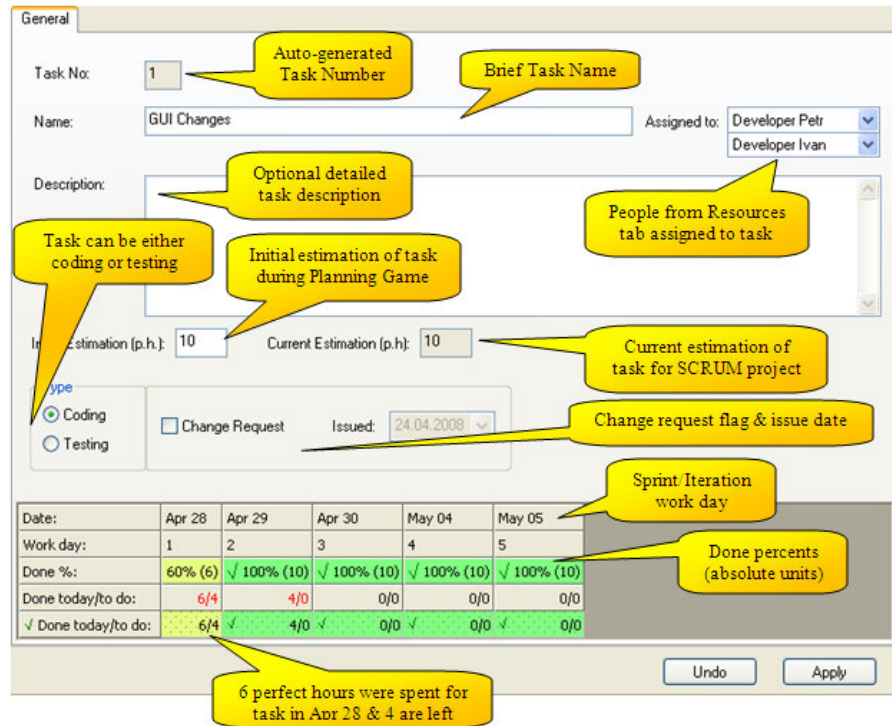 General
Auto-generated
Task Number
Task No:
1
Brief Task Name
Name:
GUI Changes
Assigned to:
Developer Petr
Developer Ivan
Description:
Optional detailed
task description
People from Resources
tab assigned to task
Task can be either
coding or testing
Initial estimation of task
during Planning Game
Estimation (p.h.):
10
Current Estimation (p.h):
10
Current estimation of
task for SCRUM project
Type
Coding
Testing
Change Request
Issued:
24.04.2008
Change request flag & issue date
Sprint/Iteration
work day
Date: Apr 28 Apr 29 Apr 30 May 04 May 05
Work day: 1 2 3 4 5
Done %: 60% (6) √ 100% (10) √ 100% (10) √ 100% (10) √ 100% (10)
Done today/to do: 6/4 4/0 0/0 0/0 0/0
√ Done today/to do: 6/4 √ 4/0 √ 0/0 √ 0/0 √ 0/0
Done percents
(absolute units)
Undo
Apply
6 perfect hours were spent for
task in Apr 28 & 4 are left